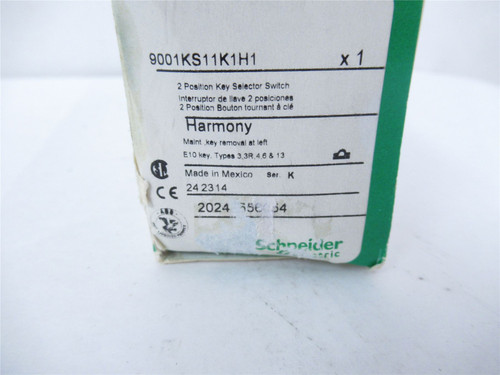 9001KS11K1H1 x 1
2 Position Key Selector Switch
Interruptor de llave 2 posiciones
2 Position Bouton tournant à clé
Harmony
Maint ,key removal at left
E10 key, Types 3,3R,4,6 & 13
Made in Mexico Ser. K
CE
242314
2024
Schneider